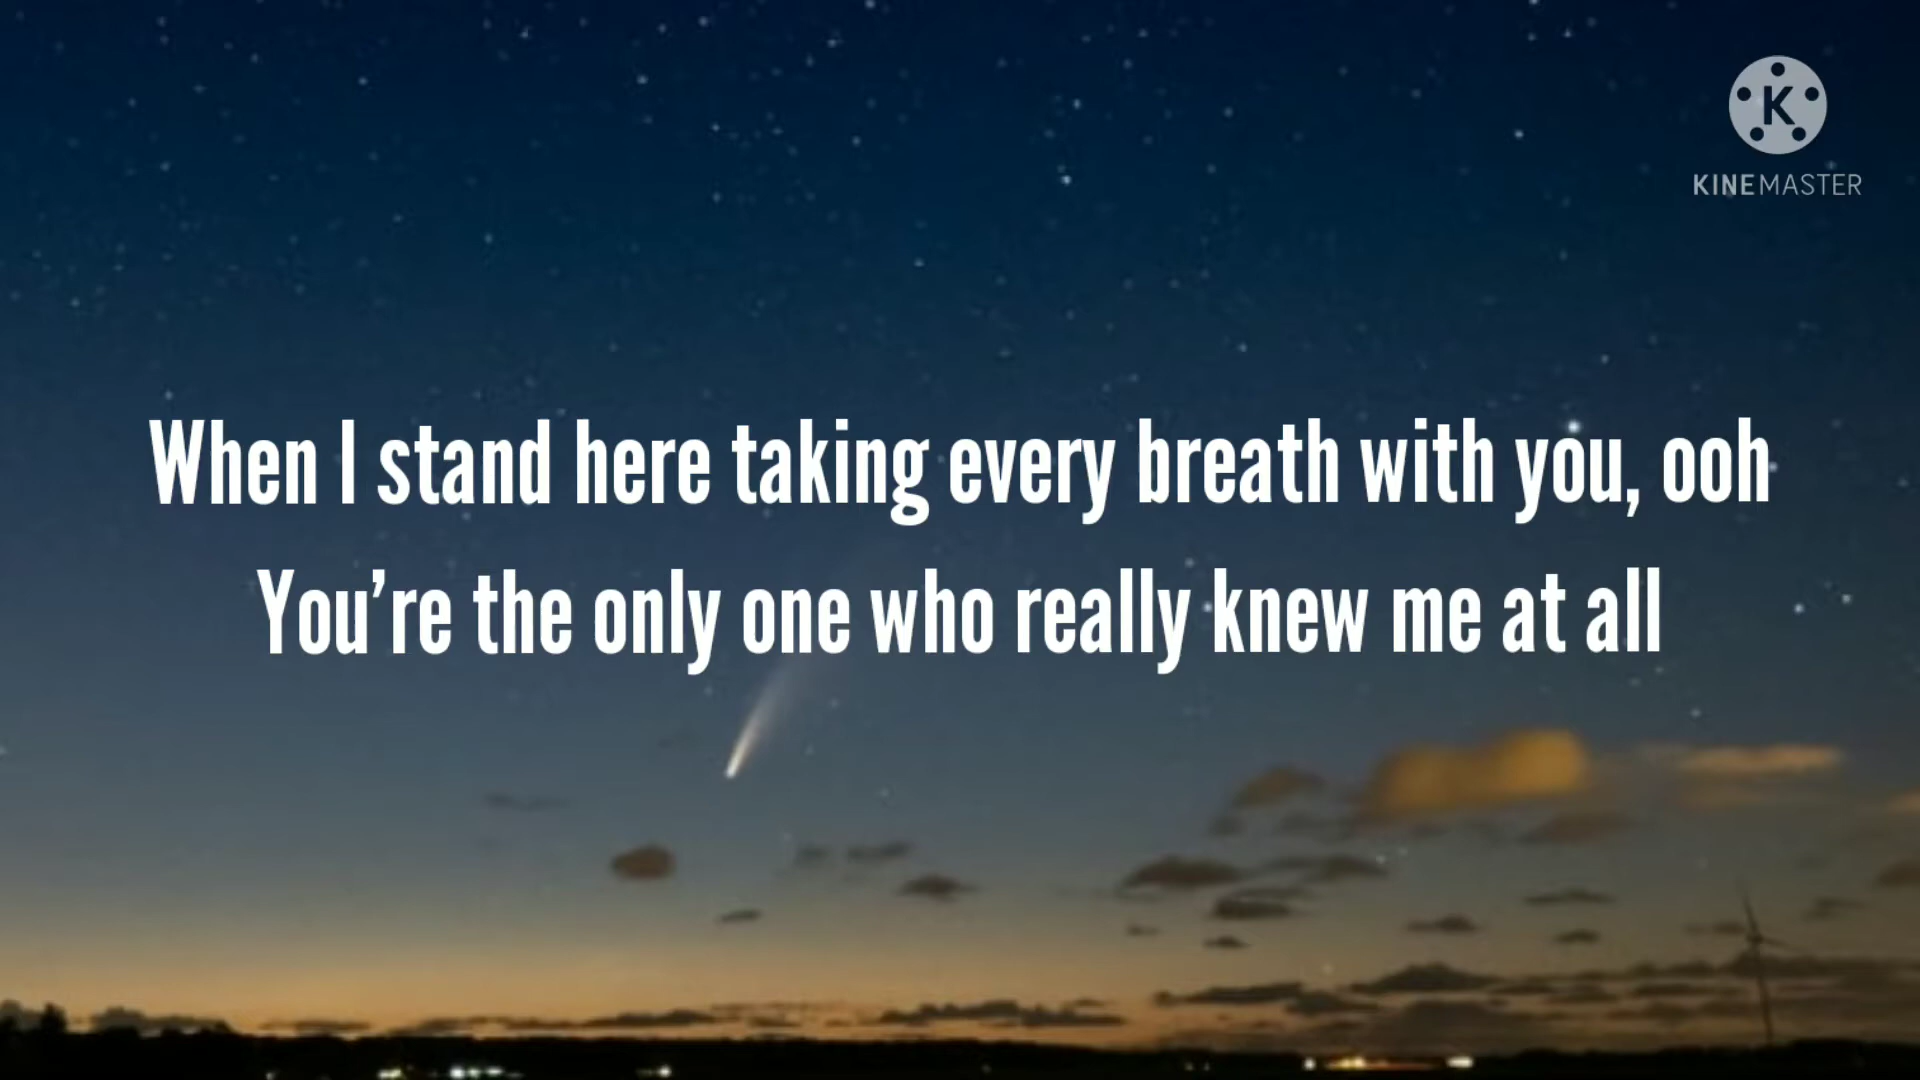 K
KINEMASTER
When I stand here taking every breath with you, ooh
You're the only one who really knew me at all